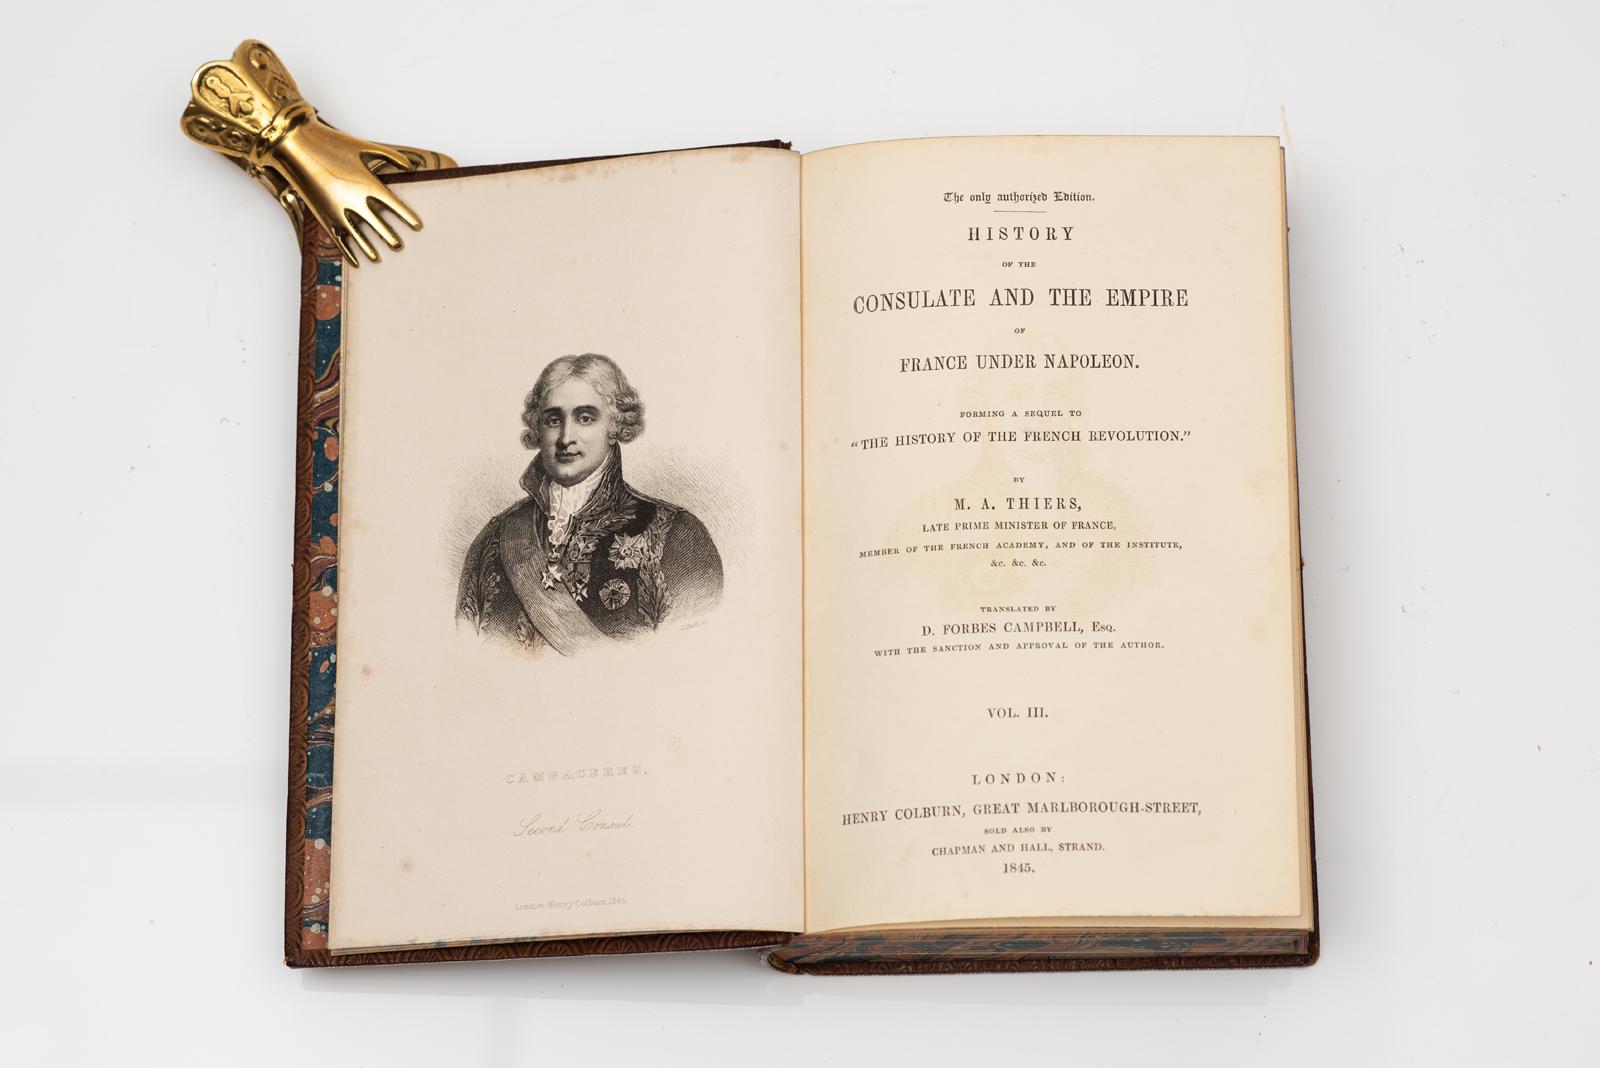 CAMBACERES.
Second Consul
London: Henry Colburn, 1845.
The only authorized Edition.
HISTORY
OF THE
CONSULATE AND THE EMPIRE
OF
FRANCE UNDER NAPOLEON.
FORMING A SEQUEL TO
"THE HISTORY OF THE FRENCH REVOLUTION."
BY
M. A. THIERS,
LATE PRIME MINISTER OF FRANCE,
MEMBER OF THE FRENCH ACADEMY, AND OF THE INSTITUTE,
&c. &c. &c.
TRANSLATED BY
D. FORBES CAMPBELL, Esq.
WITH THE SANCTION AND APPROVAL OF THE AUTHOR.
VOL. III.
LONDON:
HENRY COLBURN, GREAT MARLBOROUGH-STREET,
SOLD ALSO BY
CHAPMAN AND HALL, STRAND.
1845.